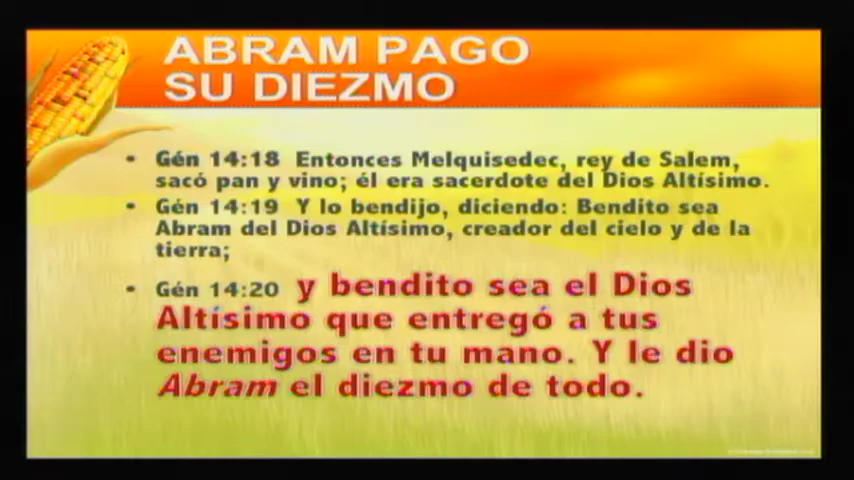 ABRAM PAGO
SU DIEZMO
• Gén 14:18 Entonces Melquisedec, rey de Salem,
sacó pan y vino; él era sacerdote del Dios Altísimo.
• Gén 14:19 Y lo bendijo, diciendo: Bendito sea
Abram del Dios Altísimo, creador del cielo y de la
tierra;
• Gén 14:20 y bendito sea el Dios
Altísimo que entregó a tus
enemigos en tu mano. Y le dio
Abram el diezmo de todo.